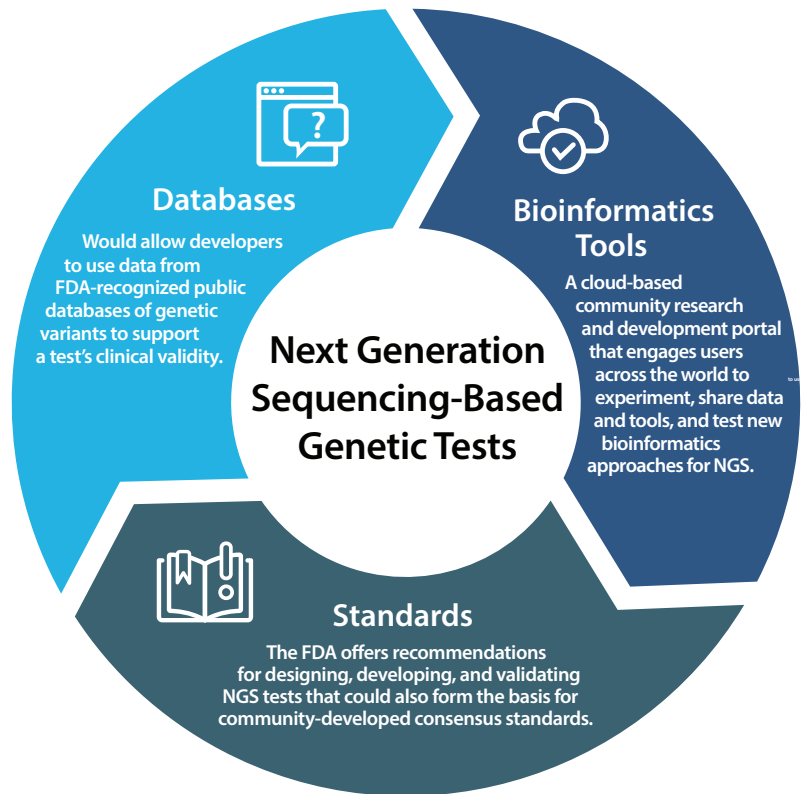 ?
Databases
Would allow developers
to use data from
FDA-recognized public
databases of genetic
variants to support
a test's clinical validity.
Bioinformatics
Tools
A cloud-based
community research
and development portal
that engages users
across the world to
experiment, share data
and tools, and test new
bioinformatics
approaches for NGS.
Next Generation
Sequencing-Based
Genetic Tests
Standards
The FDA offers recommendations
for designing, developing, and validating
NGS tests that could also form the basis for
community-developed consensus standards.